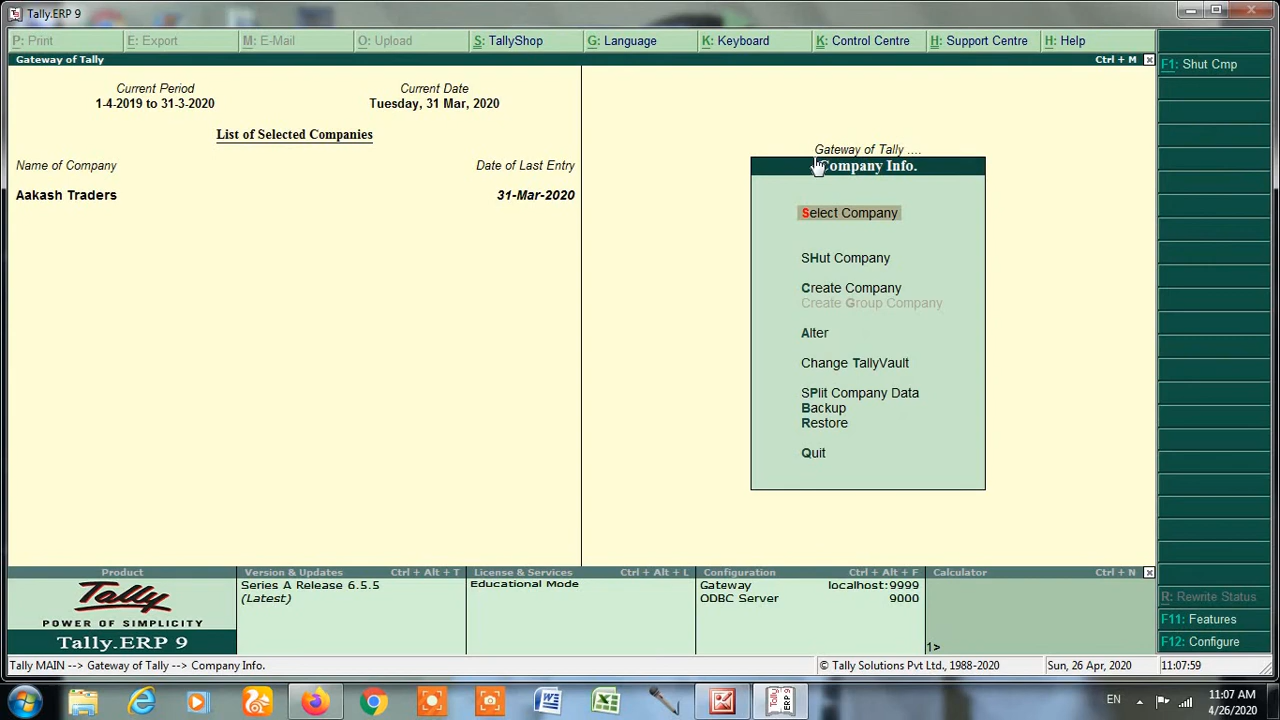 Tally.ERP 9
P: Print
E: Export
M: E-Mail
O: Upload
S: TallyShop
G: Language
K: Keyboard
K: Control Centre
H: Support Centre
H: Help
Gateway of Tally
Ctrl + M
F1: Shut Cmp
Current Period
1-4-2019 to 31-3-2020
Current Date
Tuesday, 31 Mar, 2020
List of Selected Companies
Name of Company
Date of Last Entry
Aakash Traders
31-Mar-2020
Gateway of Tally ....
Company Info.
Select Company
SHut Company
Create Company
Create Group Company
Alter
Change TallyVault
SPlit Company Data
Backup
Restore
Quit
Product
Tally
POWER OF SIMPLICITY
Tally.ERP 9
Version & Updates
Ctrl + Alt + T
Series A Release 6.5.5
(Latest)
License & Services
Ctrl + Alt + L
Educational Mode
Configuration
Ctrl + Alt + F
Gateway
localhost:9999
ODBC Server
9000
Calculator
Ctrl + N
1>
R: Rewrite Status
F11: Features
F12: Configure
Tally MAIN --> Gateway of Tally --> Company Info.
© Tally Solutions Pvt Ltd., 1988-2020
Sun, 26 Apr, 2020
11:07:59
EN
11:07 AM
4/26/2020